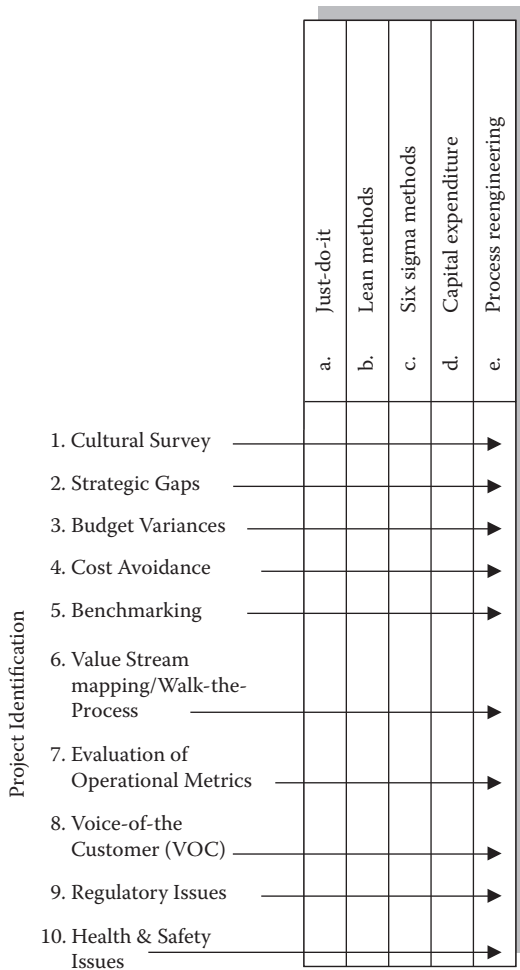 a. Just-do-it
b. Lean methods
c. Six sigma methods
d. Capital expenditure
e. Process reengineering
Project Identification
1. Cultural Survey
2. Strategic Gaps
3. Budget Variances
4. Cost Avoidance
5. Benchmarking
6. Value Stream
mapping/Walk-the-
Process
7. Evaluation of
Operational Metrics
8. Voice-of-the
Customer (VOC)
9. Regulatory Issues
10. Health & Safety
Issues